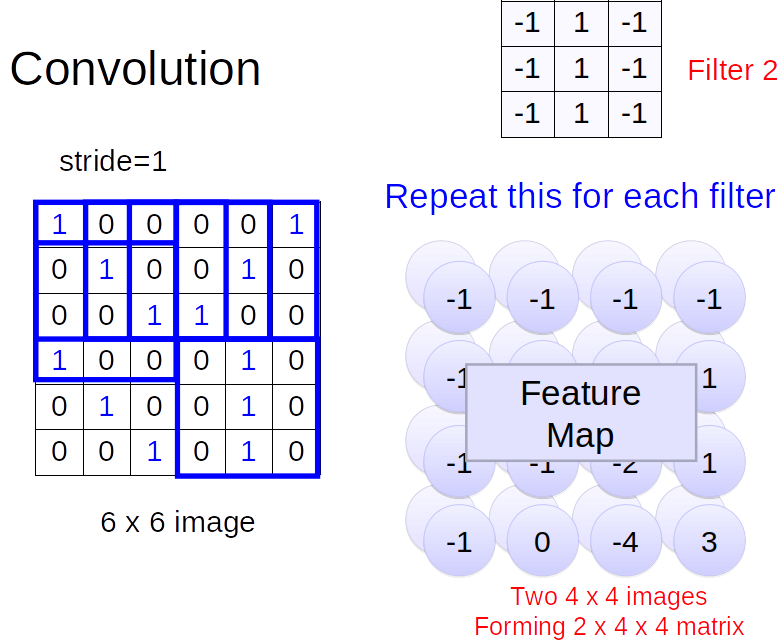 -1 1 -1
Convolution
-1 1 -1
Filter 2
-1 1 -1
stride=1
Repeat this for each filter
1 0 0 0 0 1
0 1 0 0 1 0
0 0 1 1 0 0
1 0 0 0 1 0
0 1 0 0 1 0
0 0 1 0 1 0
6 x 6 image
-1 -1 -1 -1
1
Feature
Map
-1 -1 -2 1
-1 0 -4 3
Two 4 x 4 images
Forming 2 x 4 x 4 matrix